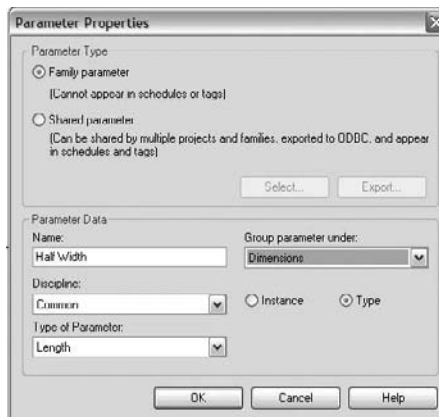 Parameter Properties
Parameter Type
Family parameter
(Cannot appear in schedules or tags)
Shared parameter
(Can be shared by multiple projects and families, exported to ODBC, and appear
in schedules and tags)
Select... Export...
Parameter Data
Name: Group parameter under:
Half Width Dimensions
Discipline:
Common Instance Type
Type of Parameter:
Length
OK Cancel Help